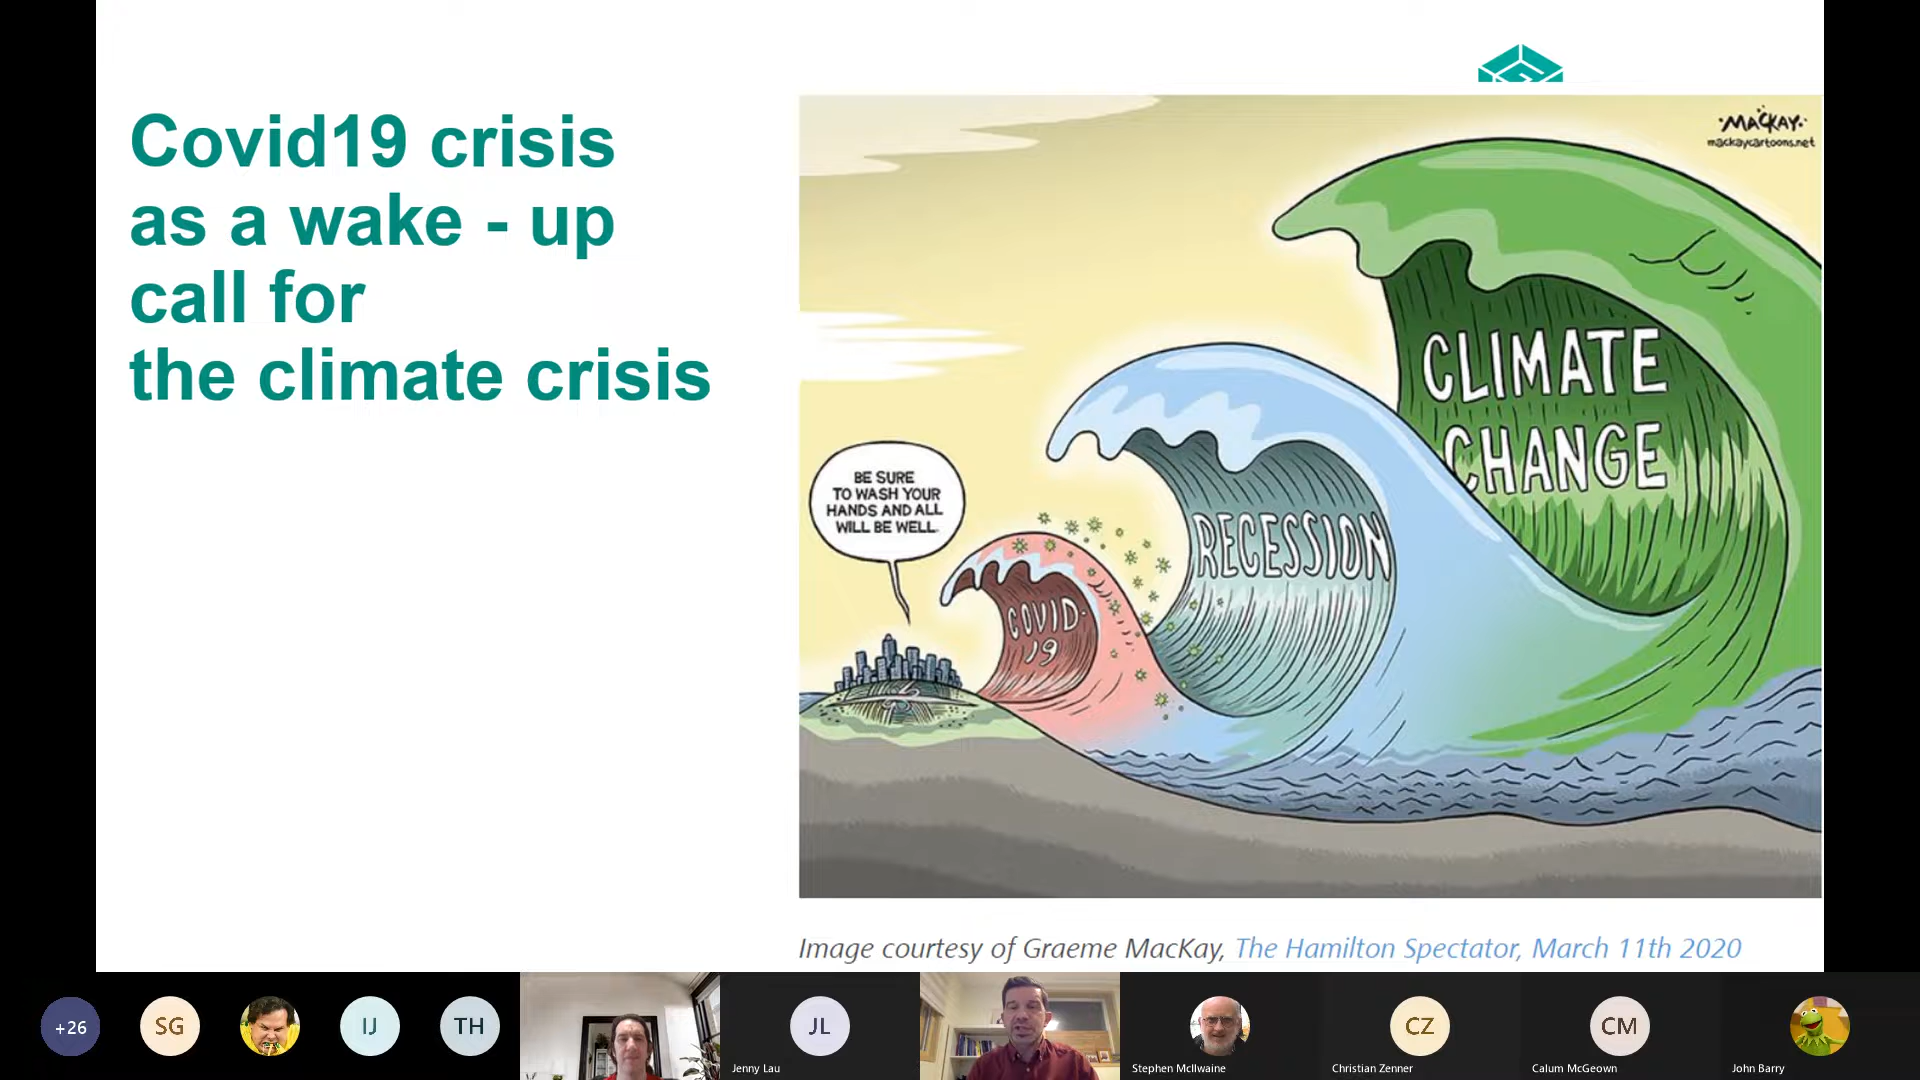 Covid19 crisis
as a wake - up
call for
the climate crisis
MACKAY
mackaycartoons.net
CLIMATE
CHANGE
BE SURE
TO WASH YOUR
HANDS AND ALL
WILL BE WELL.
RECESSION
COVID-
19
Image courtesy of Graeme MacKay, The Hamilton Spectator, March 11th 2020
+26
SG
IJ
TH
JL
Jenny Lau
Stephen McIlwaine
CZ
Christian Zenner
CM
Calum McGeown
John Barry